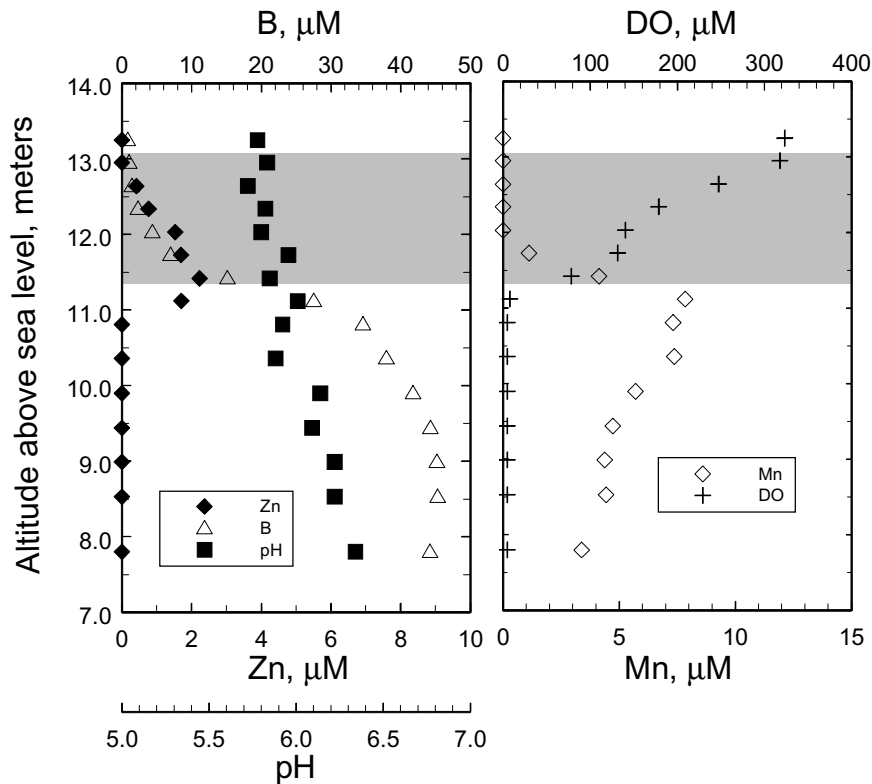 B, μM
0 10 20 30 40 50
DO, μM
0 100 200 300 400
Altitude above sea level, meters
14.0
13.0
12.0
11.0
10.0
9.0
8.0
7.0
Zn
B
pH
Mn
DO
0 2 4 6 8 10
Zn, μM
0 5 10 15
Mn, μM
5.0 5.5 6.0 6.5 7.0
pH